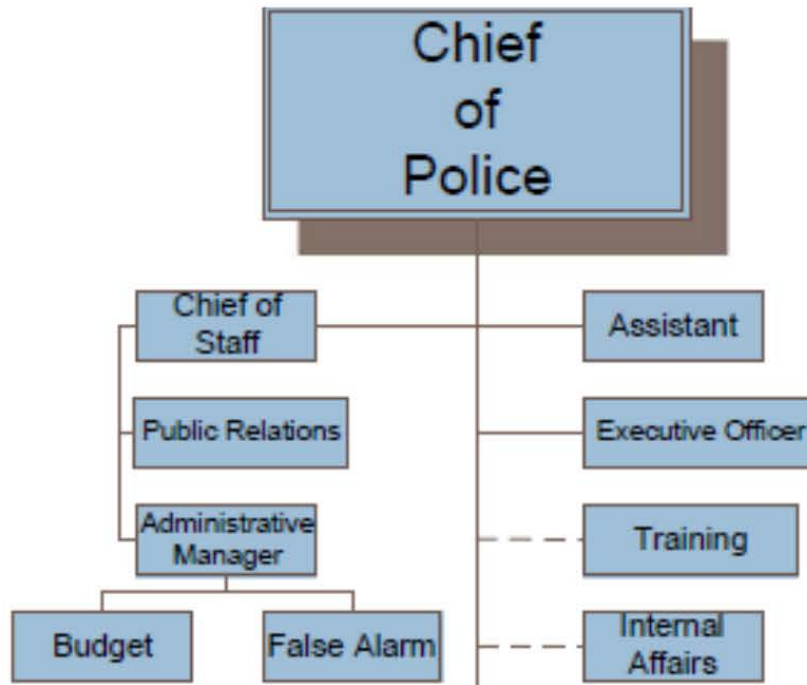 Chief
of
Police
Chief of
Staff
Assistant
Public Relations
Executive Officer
Administrative
Manager
Training
Budget
False Alarm
Internal
Affairs